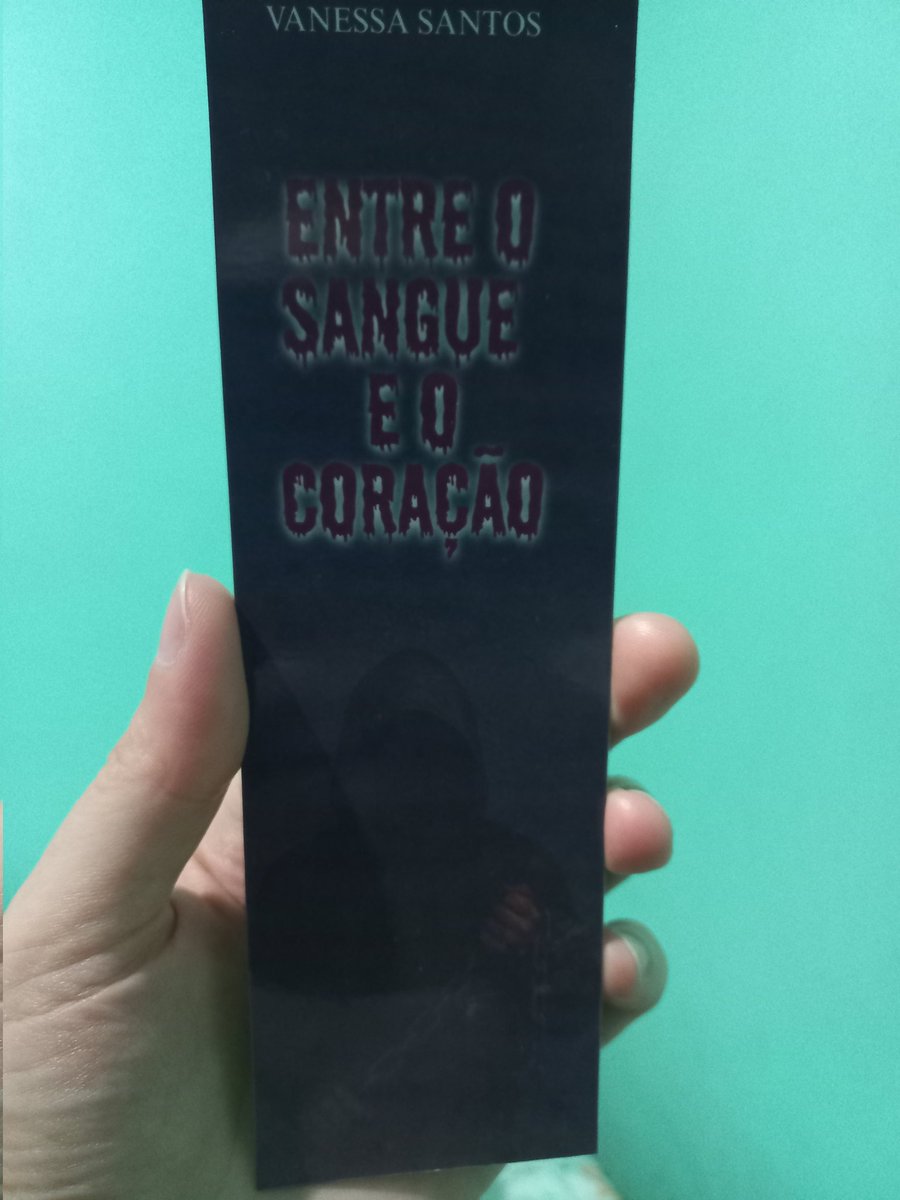 VANESSA SANTOS
ENTRE O
SANGUE
E O
CORAÇÃO